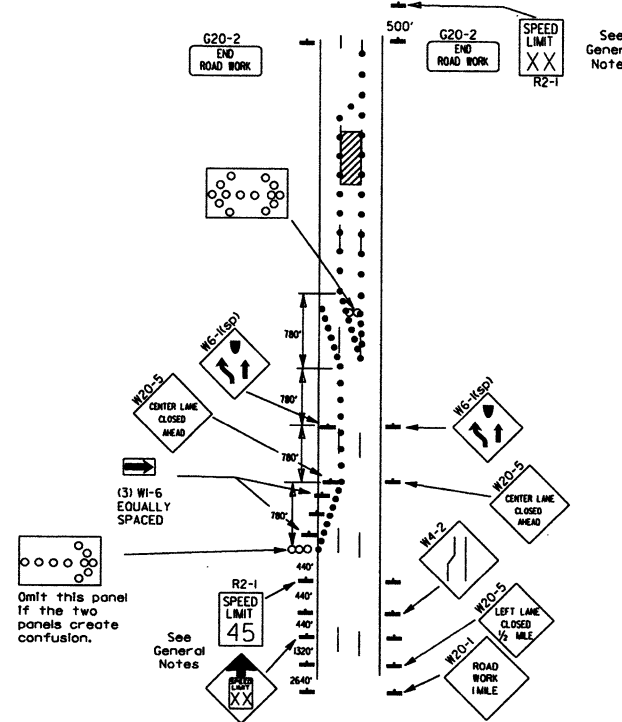 G20-2
END
ROAD WORK
G20-2
END
ROAD WORK
500'
SPEED
LIMIT
XX
R2-1
See
General
Notes
780'
W6-1(sp)
780'
W20-5
CENTER LANE
CLOSED
AHEAD
780'
W6-1(sp)
W20-5
CENTER LANE
CLOSED
AHEAD
(3) W1-6
EQUALLY
SPACED
780'
Omit this panel
if the two
panels create
confusion.
440'
R2-1
SPEED
LIMIT
45
440'
440'
W4-2
W20-5
LEFT LANE
CLOSED
1/2 MILE
See
General
Notes
1320'
SPEED
LIMIT
XX
2640'
W20-1
ROAD
WORK
1 MILE